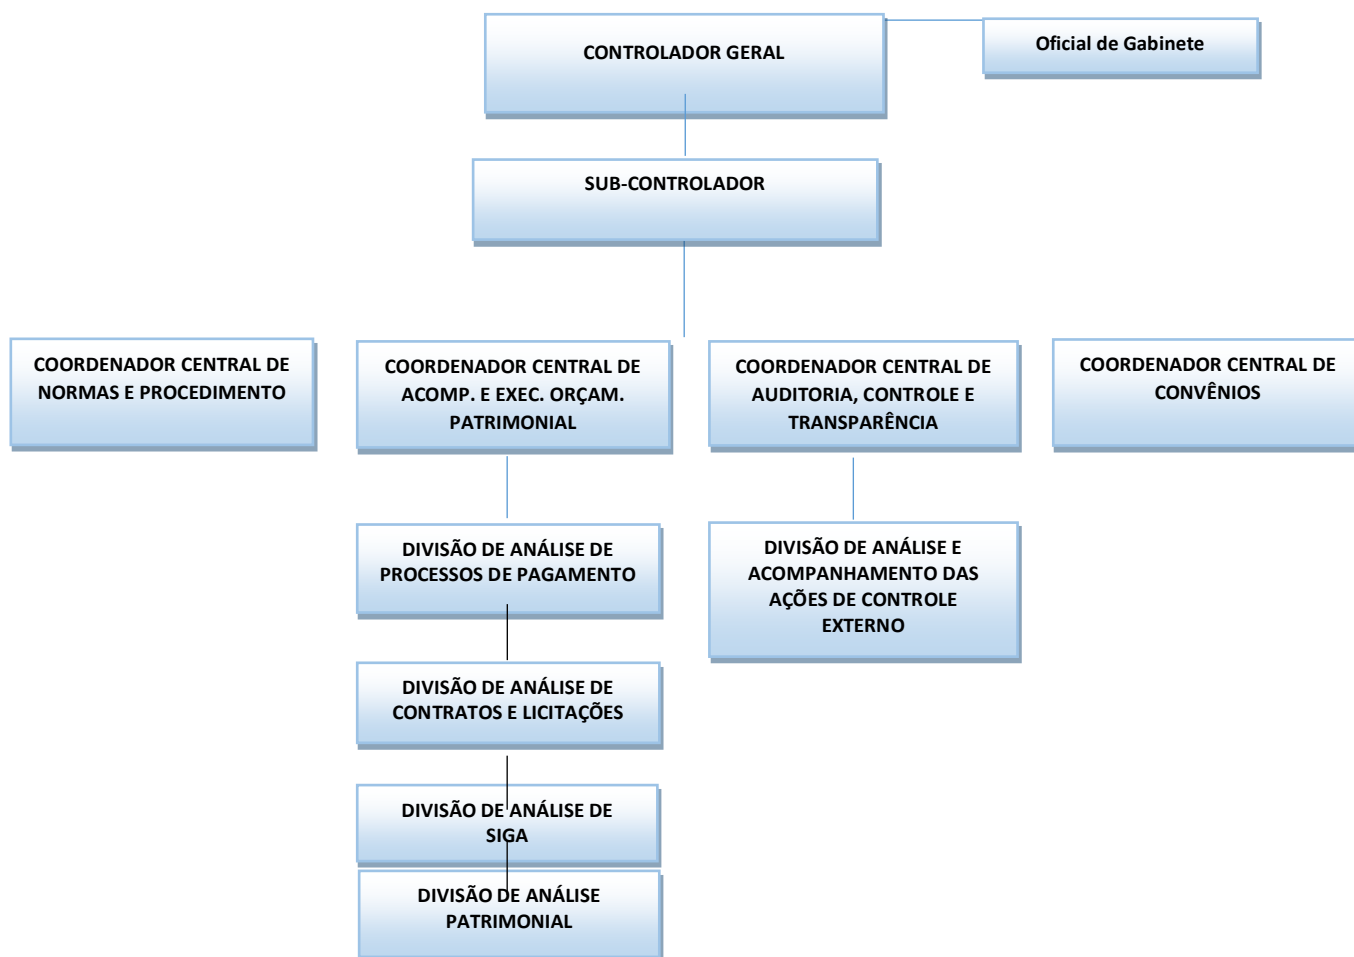 CONTROLADOR GERAL
Oficial de Gabinete
SUB-CONTROLADOR
COORDENADOR CENTRAL DE
NORMAS E PROCEDIMENTO
COORDENADOR CENTRAL DE
ACOMP. E EXEC. ORÇAM.
PATRIMONIAL
COORDENADOR CENTRAL DE
AUDITORIA, CONTROLE E
TRANSPARÊNCIA
COORDENADOR CENTRAL DE
CONVÊNIOS
DIVISÃO DE ANÁLISE DE
PROCESSOS DE PAGAMENTO
DIVISÃO DE ANÁLISE E
ACOMPANHAMENTO DAS
AÇÕES DE CONTROLE
EXTERNO
DIVISÃO DE ANÁLISE DE
CONTRATOS E LICITAÇÕES
DIVISÃO DE ANÁLISE DE
SIGA
DIVISÃO DE ANÁLISE
PATRIMONIAL